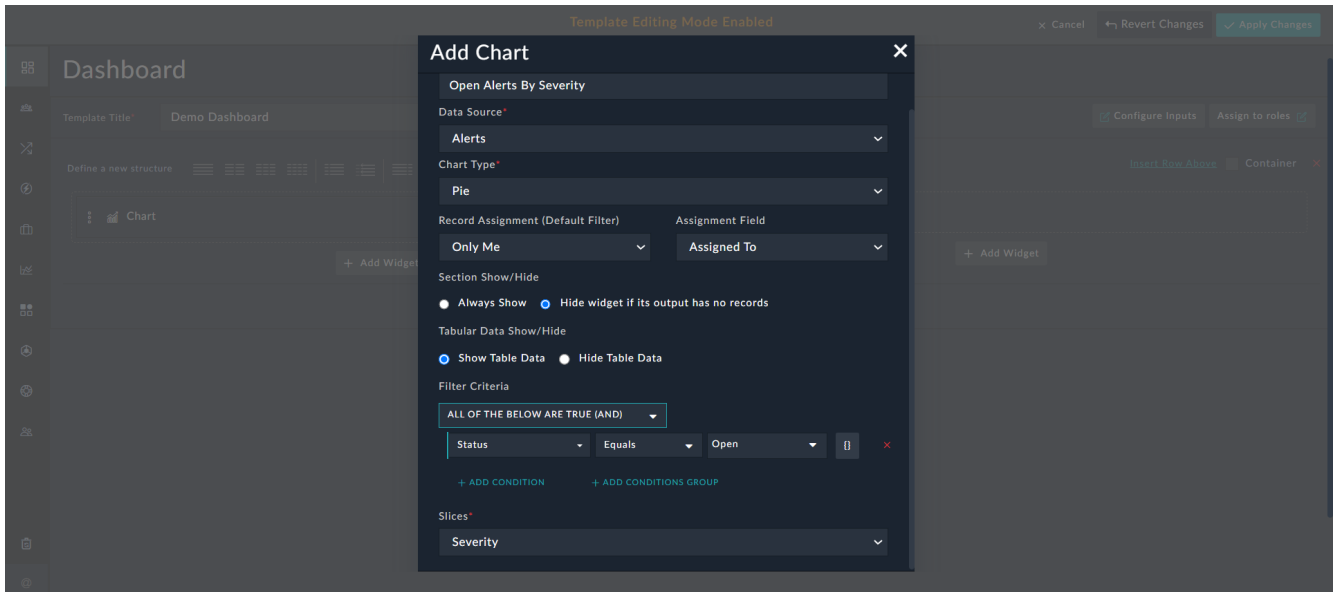 Template Editing Mode Enabled
× Cancel
Revert Changes
Apply Changes
Dashboard
Template Title*
Demo Dashboard
Configure Inputs
Assign to roles
Define a new structure
Insert Row Above
Container
Chart
+ Add Widget
+ Add Widget
Add Chart
Open Alerts By Severity
Data Source*
Alerts
Chart Type*
Pie
Record Assignment (Default Filter)
Assignment Field
Only Me
Assigned To
Section Show/Hide
Always Show
Hide widget if its output has no records
Tabular Data Show/Hide
Show Table Data
Hide Table Data
Filter Criteria
ALL OF THE BELOW ARE TRUE (AND)
Status
Equals
Open
{}
+ ADD CONDITION
+ ADD CONDITIONS GROUP
Slices*
Severity